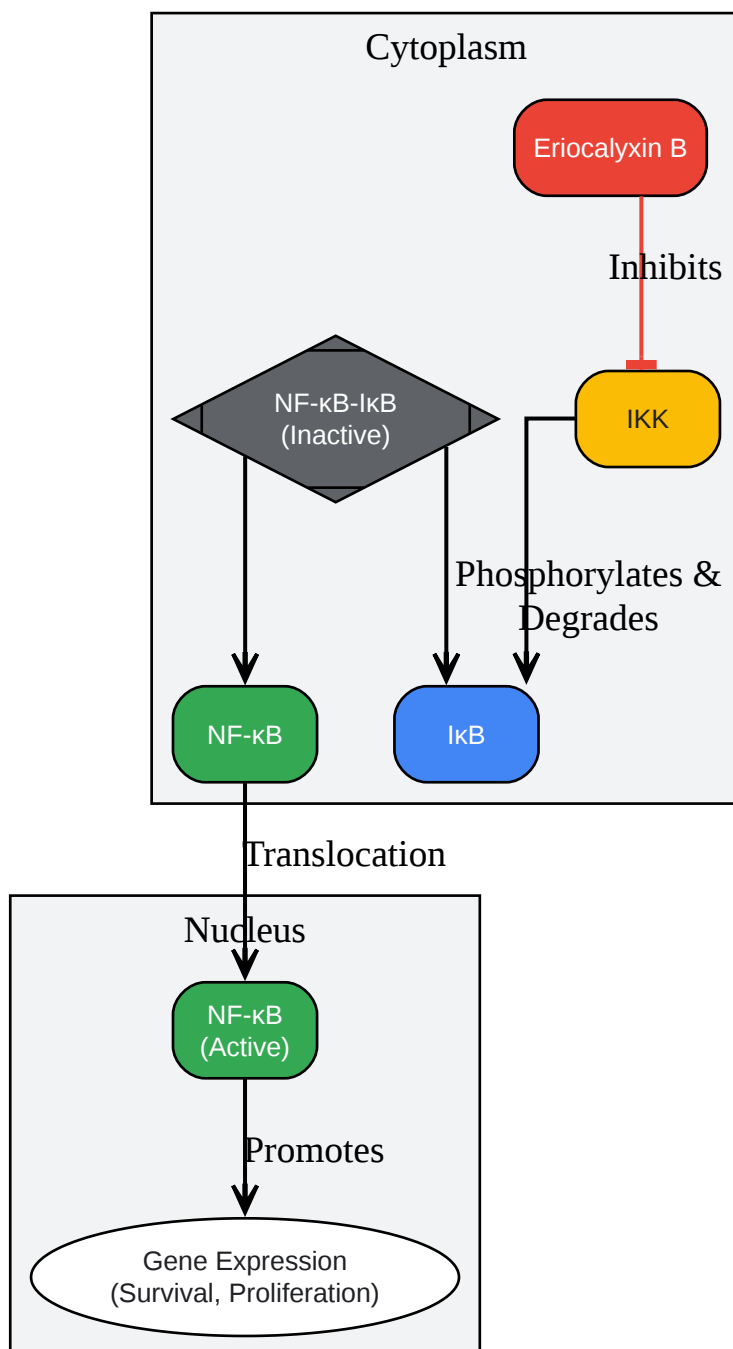 Cytoplasm
Eriocalyxin B
Inhibits
NF-κB-IκB
(Inactive)
IKK
Phosphorylates &
Degrades
NF-κB
IκB
Translocation
Nucleus
NF-κB
(Active)
Promotes
Gene Expression
(Survival, Proliferation)